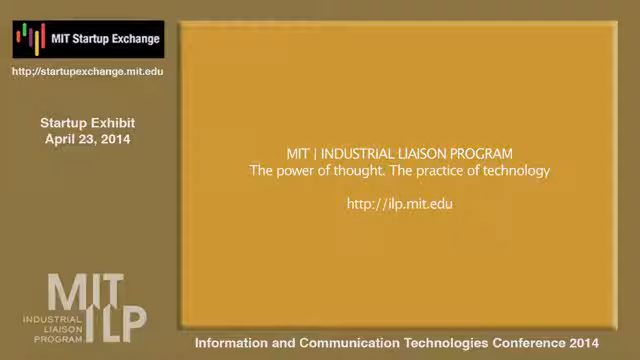 MIT Startup Exchange
http://startupexchange.mit.edu
Startup Exhibit
April 23, 2014
MIT | INDUSTRIAL LIAISON PROGRAM
The power of thought. The practice of technology
http://ilp.mit.edu
MIT
INDUSTRIAL
LIAISON
PROGRAM
ILP
Information and Communication Technologies Conference 2014